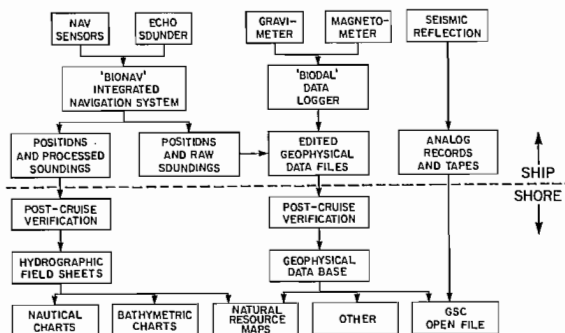 NAV
SENSORS
ECHO
SDUNDER
GRAVI-
METER
MAGNETO-
METER
SEISMIC
REFLECTION
'BIONAV'
INTEGRATED
NAVIGATION SYSTEM
'BIODAL'
DATA
LOGGER
POSITIONS
AND PROCESSED
SOUNDINGS
POSITIONS
AND RAW
SOUNDINGS
EDITED
GEOPHYSICAL
DATA FILES
ANALOG
RECORDS
AND TAPES
SHIP
SHORE
POST-CRUISE
VERIFICATION
POST-CRUISE
VERIFICATION
HYDROGRAPHIC
FIELD SHEETS
GEOPHYSICAL
DATA BASE
NAUTICAL
CHARTS
BATHYMETRIC
CHARTS
NATURAL
RESOURCE
MAPS
OTHER
GSC
OPEN FILE